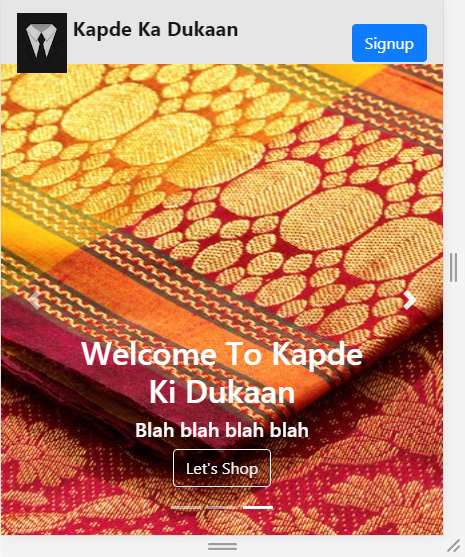 Kapde Ka Dukaan
Signup
Welcome To Kapde
Ki Dukaan
Blah blah blah blah
Let's Shop